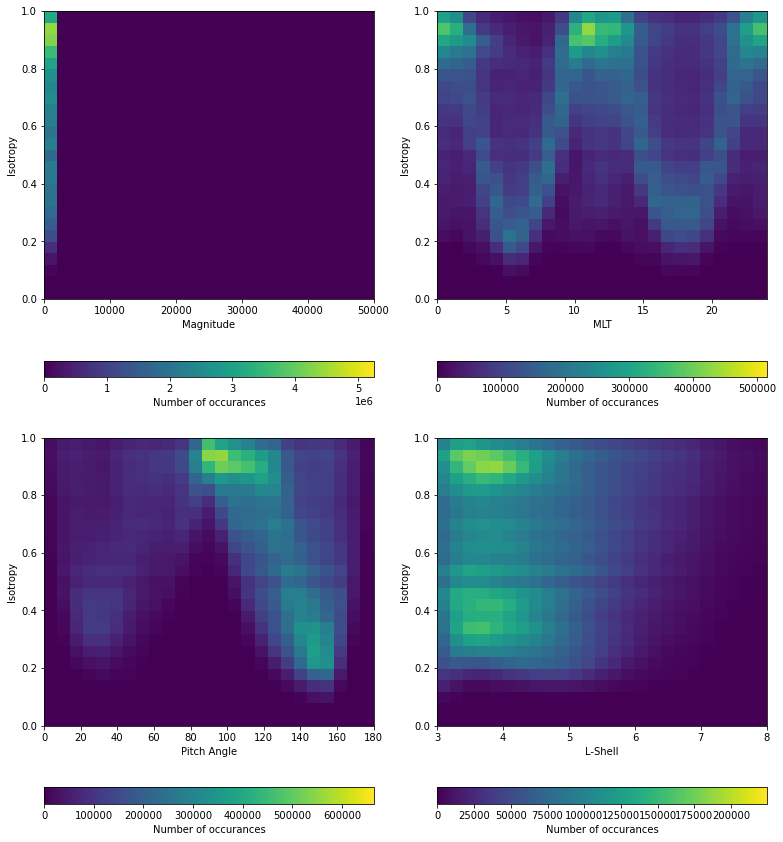 1.0
0.8
0.6
0.4
0.2
0.0
Isotropy
10000 20000 30000 40000 50000
Magnitude
0 1 2 3 4 5
1e6
Number of occurances
1.0
0.8
0.6
0.4
0.2
0.0
Isotropy
0 5 10 15 20
MLT
0 100000 200000 300000 400000 500000
Number of occurances
1.0
0.8
0.6
0.4
0.2
0.0
Isotropy
0 20 40 60 80 100 120 140 160 180
Pitch Angle
0 100000 200000 300000 400000 500000 600000
Number of occurances
1.0
0.8
0.6
0.4
0.2
0.0
Isotropy
3 4 5 6 7 8
L-Shell
0 25000 50000 75000 100000 125000 150000 175000 200000
Number of occurances